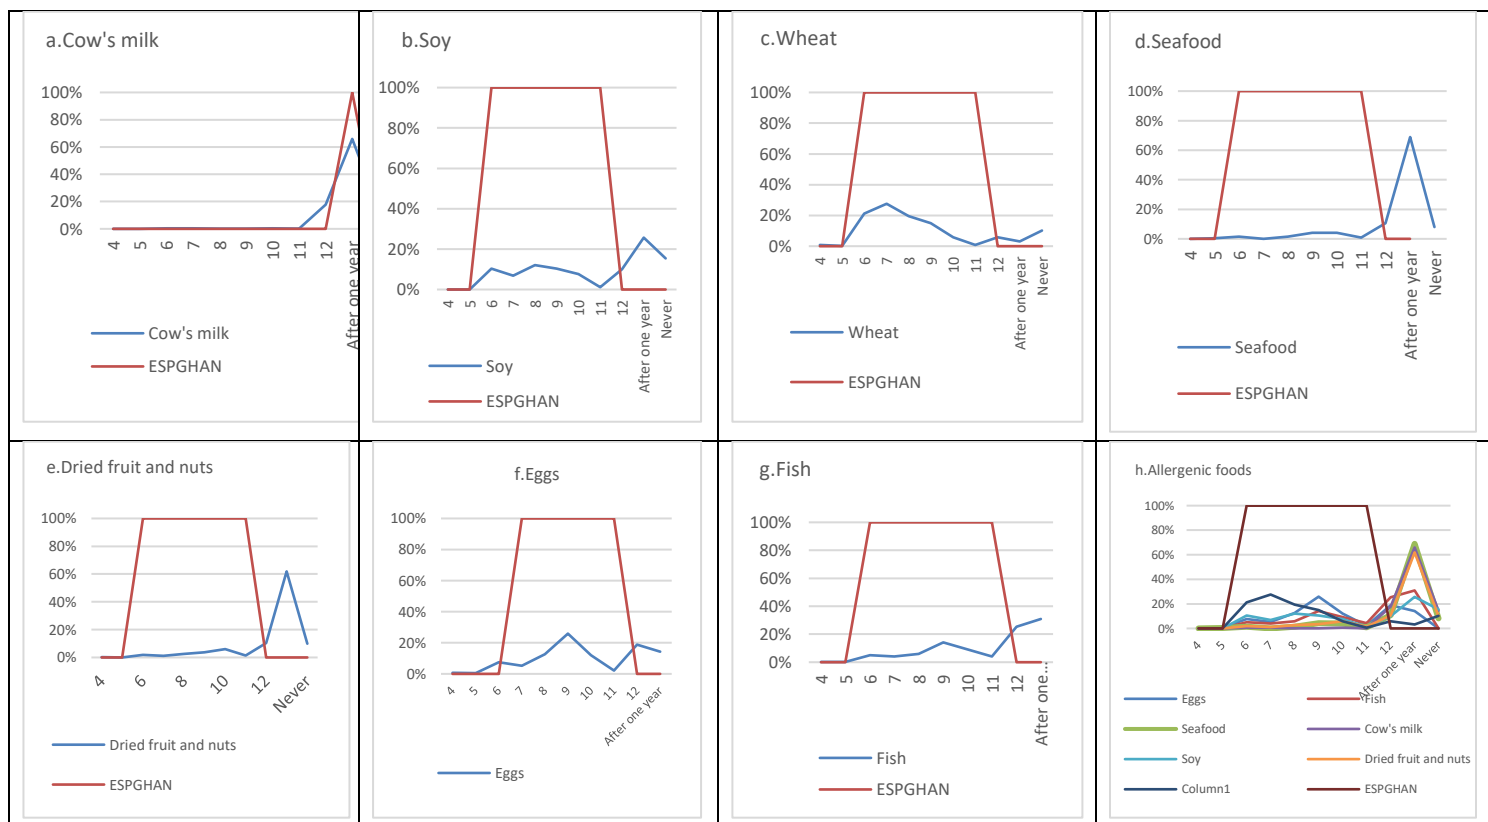 a.Cow's milk
100%
80%
60%
40%
20%
0%
4
5
6
7
8
9
10
11
12
After one year
Cow's milk
ESPGHAN
b.Soy
100%
80%
60%
40%
20%
0%
4
5
6
7
8
9
10
11
12
After one year
Never
Soy
ESPGHAN
c.Wheat
100%
80%
60%
40%
20%
0%
4
5
6
7
8
9
10
11
12
After one year
Never
Wheat
ESPGHAN
d.Seafood
100%
80%
60%
40%
20%
0%
4
5
6
7
8
9
10
11
12
After one year
Never
Seafood
ESPGHAN
e.Dried fruit and nuts
100%
80%
60%
40%
20%
0%
4
6
8
10
12
Never
Dried fruit and nuts
ESPGHAN
f.Eggs
100%
80%
60%
40%
20%
0%
4
5
6
7
8
9
10
11
12
After one year
Eggs
g.Fish
100%
80%
60%
40%
20%
0%
4
5
6
7
8
9
10
11
12
After one...
Fish
ESPGHAN
h.Allergenic foods
100%
80%
60%
40%
20%
0%
4
5
6
7
8
9
10
11
12
After one year
Never
Eggs
Fish
Seafood
Cow's milk
Soy
Dried fruit and nuts
Column1
ESPGHAN